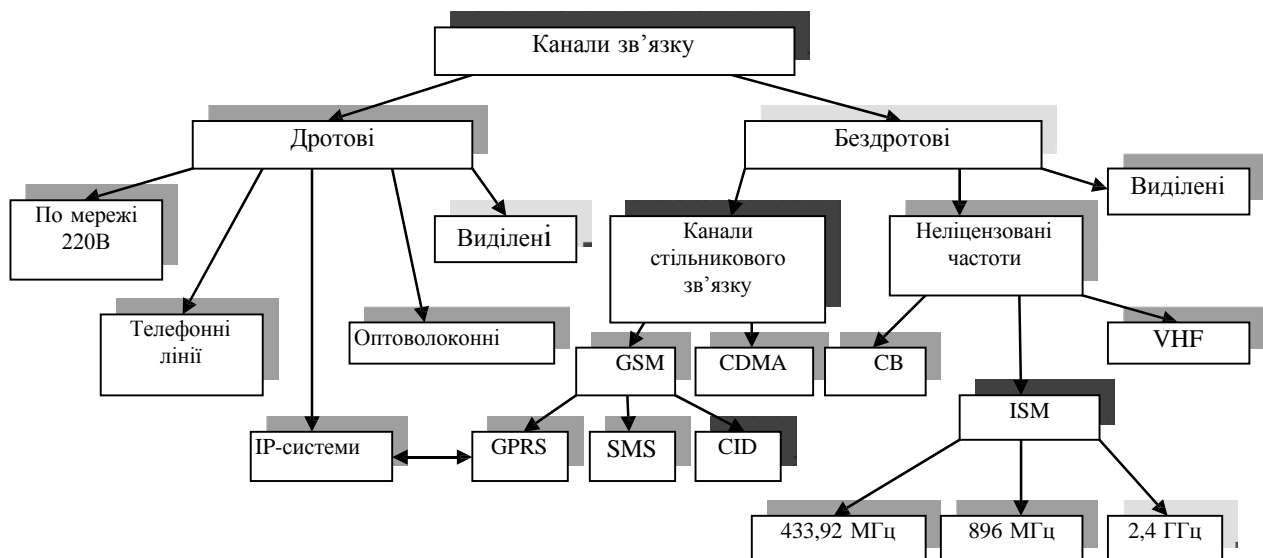 Канали зв’язку
Дротові
Бездротові
По мережі
220В
Виділені
Канали
стільникового
зв’язку
Неліцензовані
частоти
Виділені
Телефонні
лінії
Оптоволоконні
GSM
CDMA
CB
VHF
ISM
IP-системи
GPRS
SMS
CID
433,92 МГц
896 МГц
2,4 ГГц